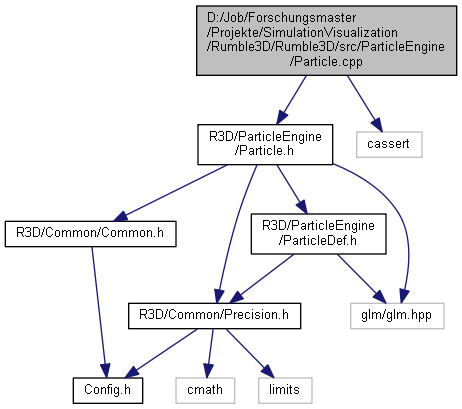 D:/Job/Forschungsmaster
/Projekte/SimulationVisualization
/Rumble3D/Rumble3D/src/ParticleEngine
/Particle.cpp
R3D/ParticleEngine
/Particle.h
cassert
R3D/Common/Common.h
R3D/ParticleEngine
/ParticleDef.h
R3D/Common/Precision.h
glm/glm.hpp
Config.h
cmath
limits